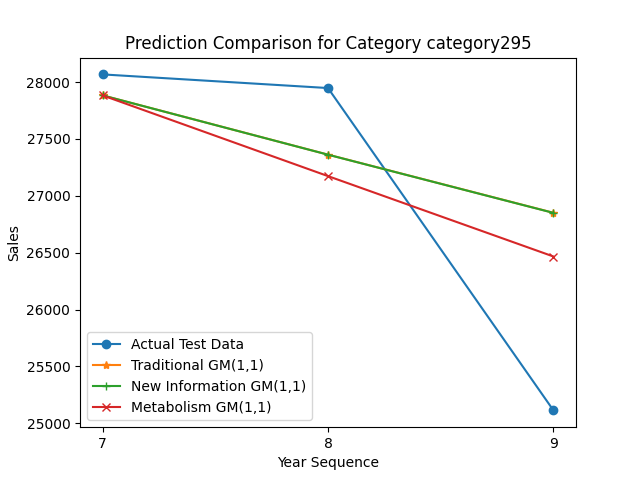 Prediction Comparison for Category category295
28000
27500
27000
26500
26000
25500
25000
Sales
Actual Test Data
Traditional GM(1,1)
New Information GM(1,1)
Metabolism GM(1,1)
7
8
9
Year Sequence